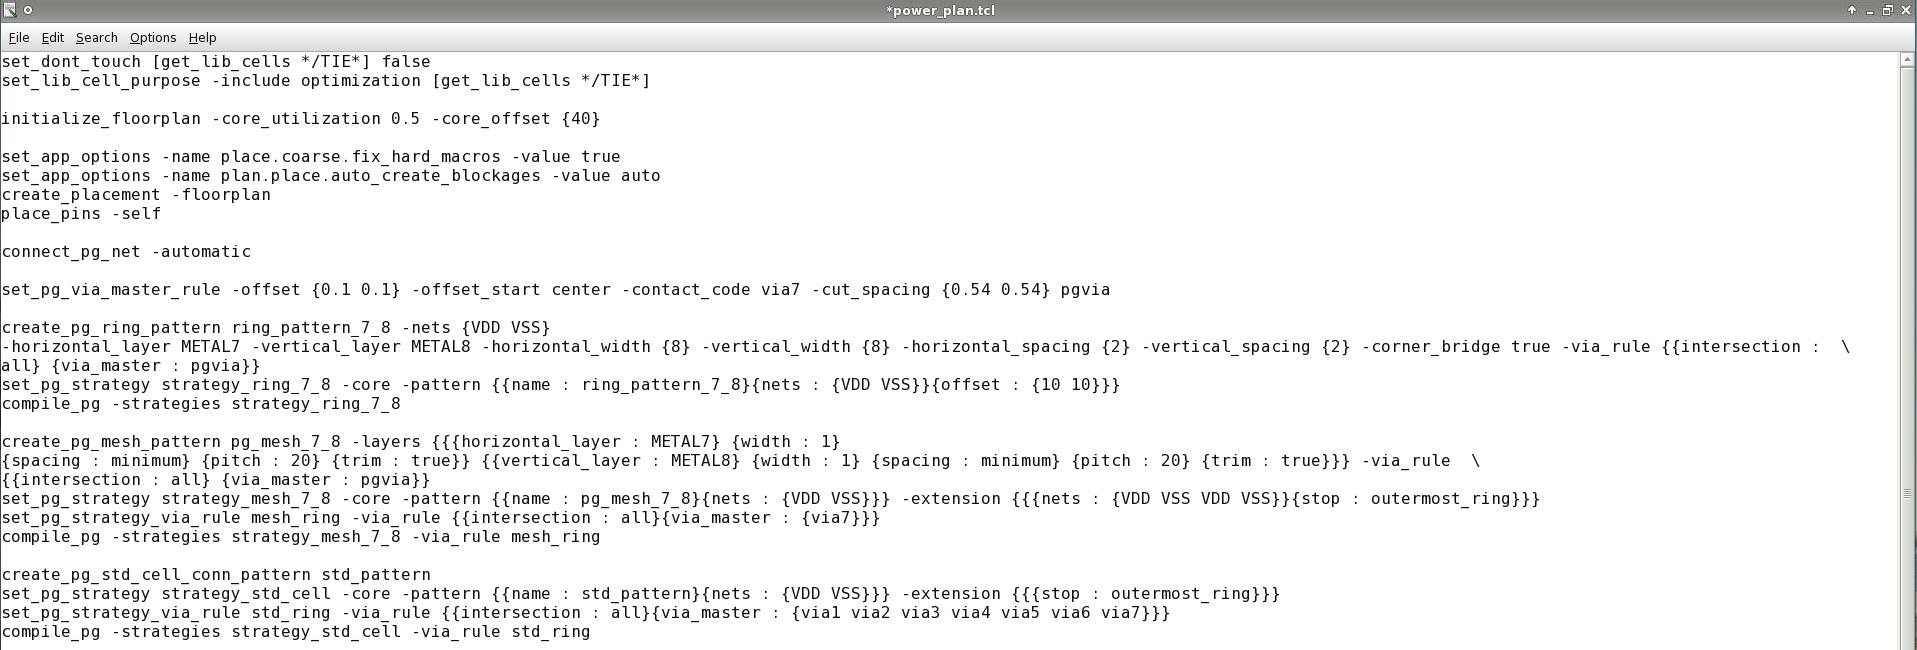 *power_plan.tcl
File Edit Search Options Help
set_dont_touch [get_lib_cells */TIE*] false
set_lib_cell_purpose -include optimization [get_lib_cells */TIE*]
initialize_floorplan -core_utilization 0.5 -core_offset {40}
set_app_options -name place.coarse.fix_hard_macros -value true
set_app_options -name plan.place.auto_create_blockages -value auto
create_placement -floorplan
place_pins -self
connect_pg_net -automatic
set_pg_via_master_rule -offset {0.1 0.1} -offset_start center -contact_code via7 -cut_spacing {0.54 0.54} pgvia
create_pg_ring_pattern ring_pattern_7_8 -nets {VDD VSS}
-horizontal_layer METAL7 -vertical_layer METAL8 -horizontal_width {8} -vertical_width {8} -horizontal_spacing {2} -vertical_spacing {2} -corner_bridge true -via_rule {{intersection :  \
all} {via_master : pgvia}}
set_pg_strategy strategy_ring_7_8 -core -pattern {{name : ring_pattern_7_8}{nets : {VDD VSS}}{offset : {10 10}}}
compile_pg -strategies strategy_ring_7_8
create_pg_mesh_pattern pg_mesh_7_8 -layers {{{horizontal_layer : METAL7} {width : 1}
{spacing : minimum} {pitch : 20} {trim : true}} {{vertical_layer : METAL8} {width : 1} {spacing : minimum} {pitch : 20} {trim : true}}} -via_rule  \
{{intersection : all} {via_master : pgvia}}
set_pg_strategy strategy_mesh_7_8 -core -pattern {{name : pg_mesh_7_8}{nets : {VDD VSS}}} -extension {{{nets : {VDD VSS VDD VSS}}{stop : outermost_ring}}}
set_pg_strategy_via_rule mesh_ring -via_rule {{intersection : all}{via_master : {via7}}}
compile_pg -strategies strategy_mesh_7_8 -via_rule mesh_ring
create_pg_std_cell_conn_pattern std_pattern
set_pg_strategy strategy_std_cell -core -pattern {{name : std_pattern}{nets : {VDD VSS}}} -extension {{{stop : outermost_ring}}}
set_pg_strategy_via_rule std_ring -via_rule {{intersection : all}{via_master : {via1 via2 via3 via4 via5 via6 via7}}}
compile_pg -strategies strategy_std_cell -via_rule std_ring